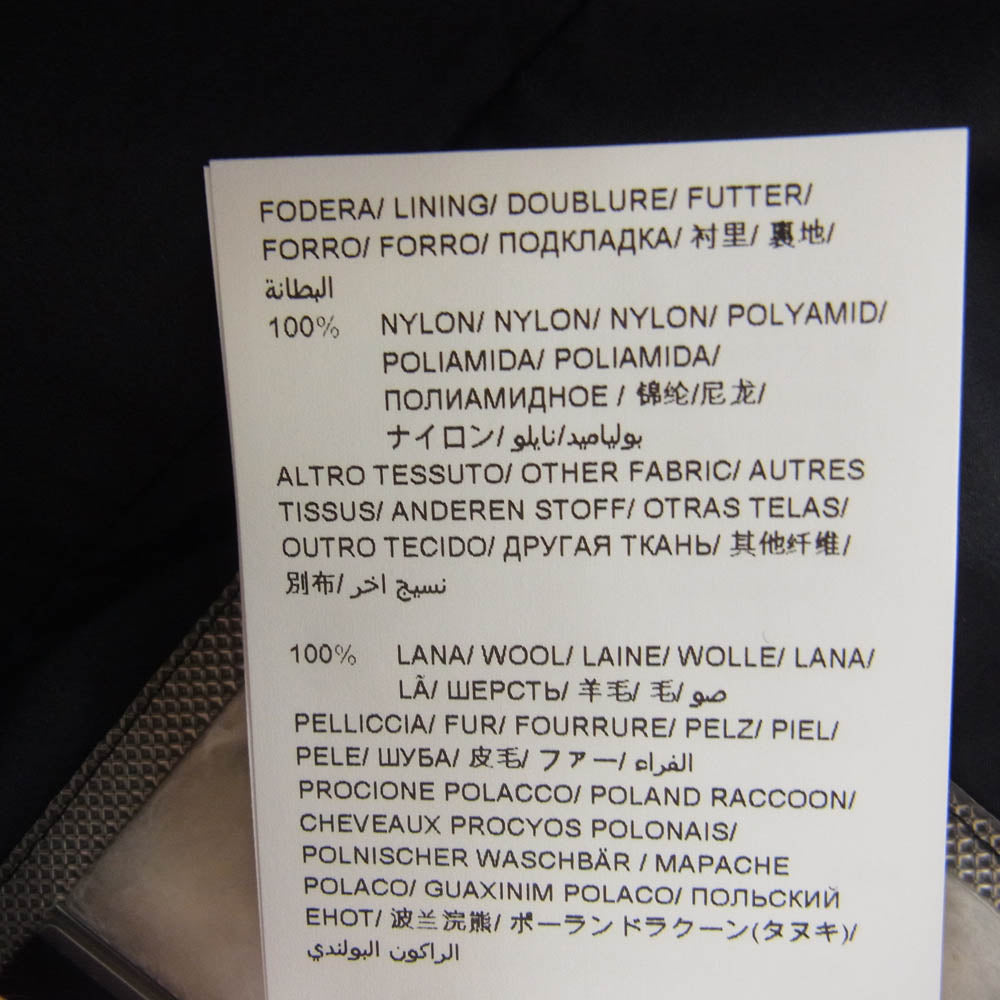 FODERA/ LINING/ DOUBLURE/ FUTTER/
FORRO/ FORRO/ ПОДКЛАДКА/ 衬里/ 裏地/
البطانة
100% NYLON/ NYLON/ NYLON/ POLYAMID/
POLIAMIDA/ POLIAMIDA/
ПОЛИАМИДНОЕ / 锦纶/尼龙/
ナイロン/ بولياميد/نايلو
ALTRO TESSUTO/ OTHER FABRIC/ AUTRES
TISSUS/ ANDEREN STOFF/ OTRAS TELAS/
OUTRO TECIDO/ ДРУГАЯ ТКАНЬ/ 其他纤维/
別布/ نسيج اخر
100% LANA/ WOOL/ LAINE/ WOLLE/ LANA/
LÃ/ ШЕРСТЬ/ 羊毛/ 毛/ صو
PELLICCIA/ FUR/ FOURRURE/ PELZ/ PIEL/
PELE/ ШУБА/ 皮毛/ ファー/ الفراء
PROCIONE POLACCO/ POLAND RACCOON/
CHEVEAUX PROCYOS POLONAIS/
POLNISCHER WASCHBÄR / MAPACHE
POLACO/ GUAXINIM POLACO/ ПОЛЬСКИЙ
ЕНОТ/ 波兰浣熊/ ポーランドラクーン(タヌキ)/
الراكون البولندي